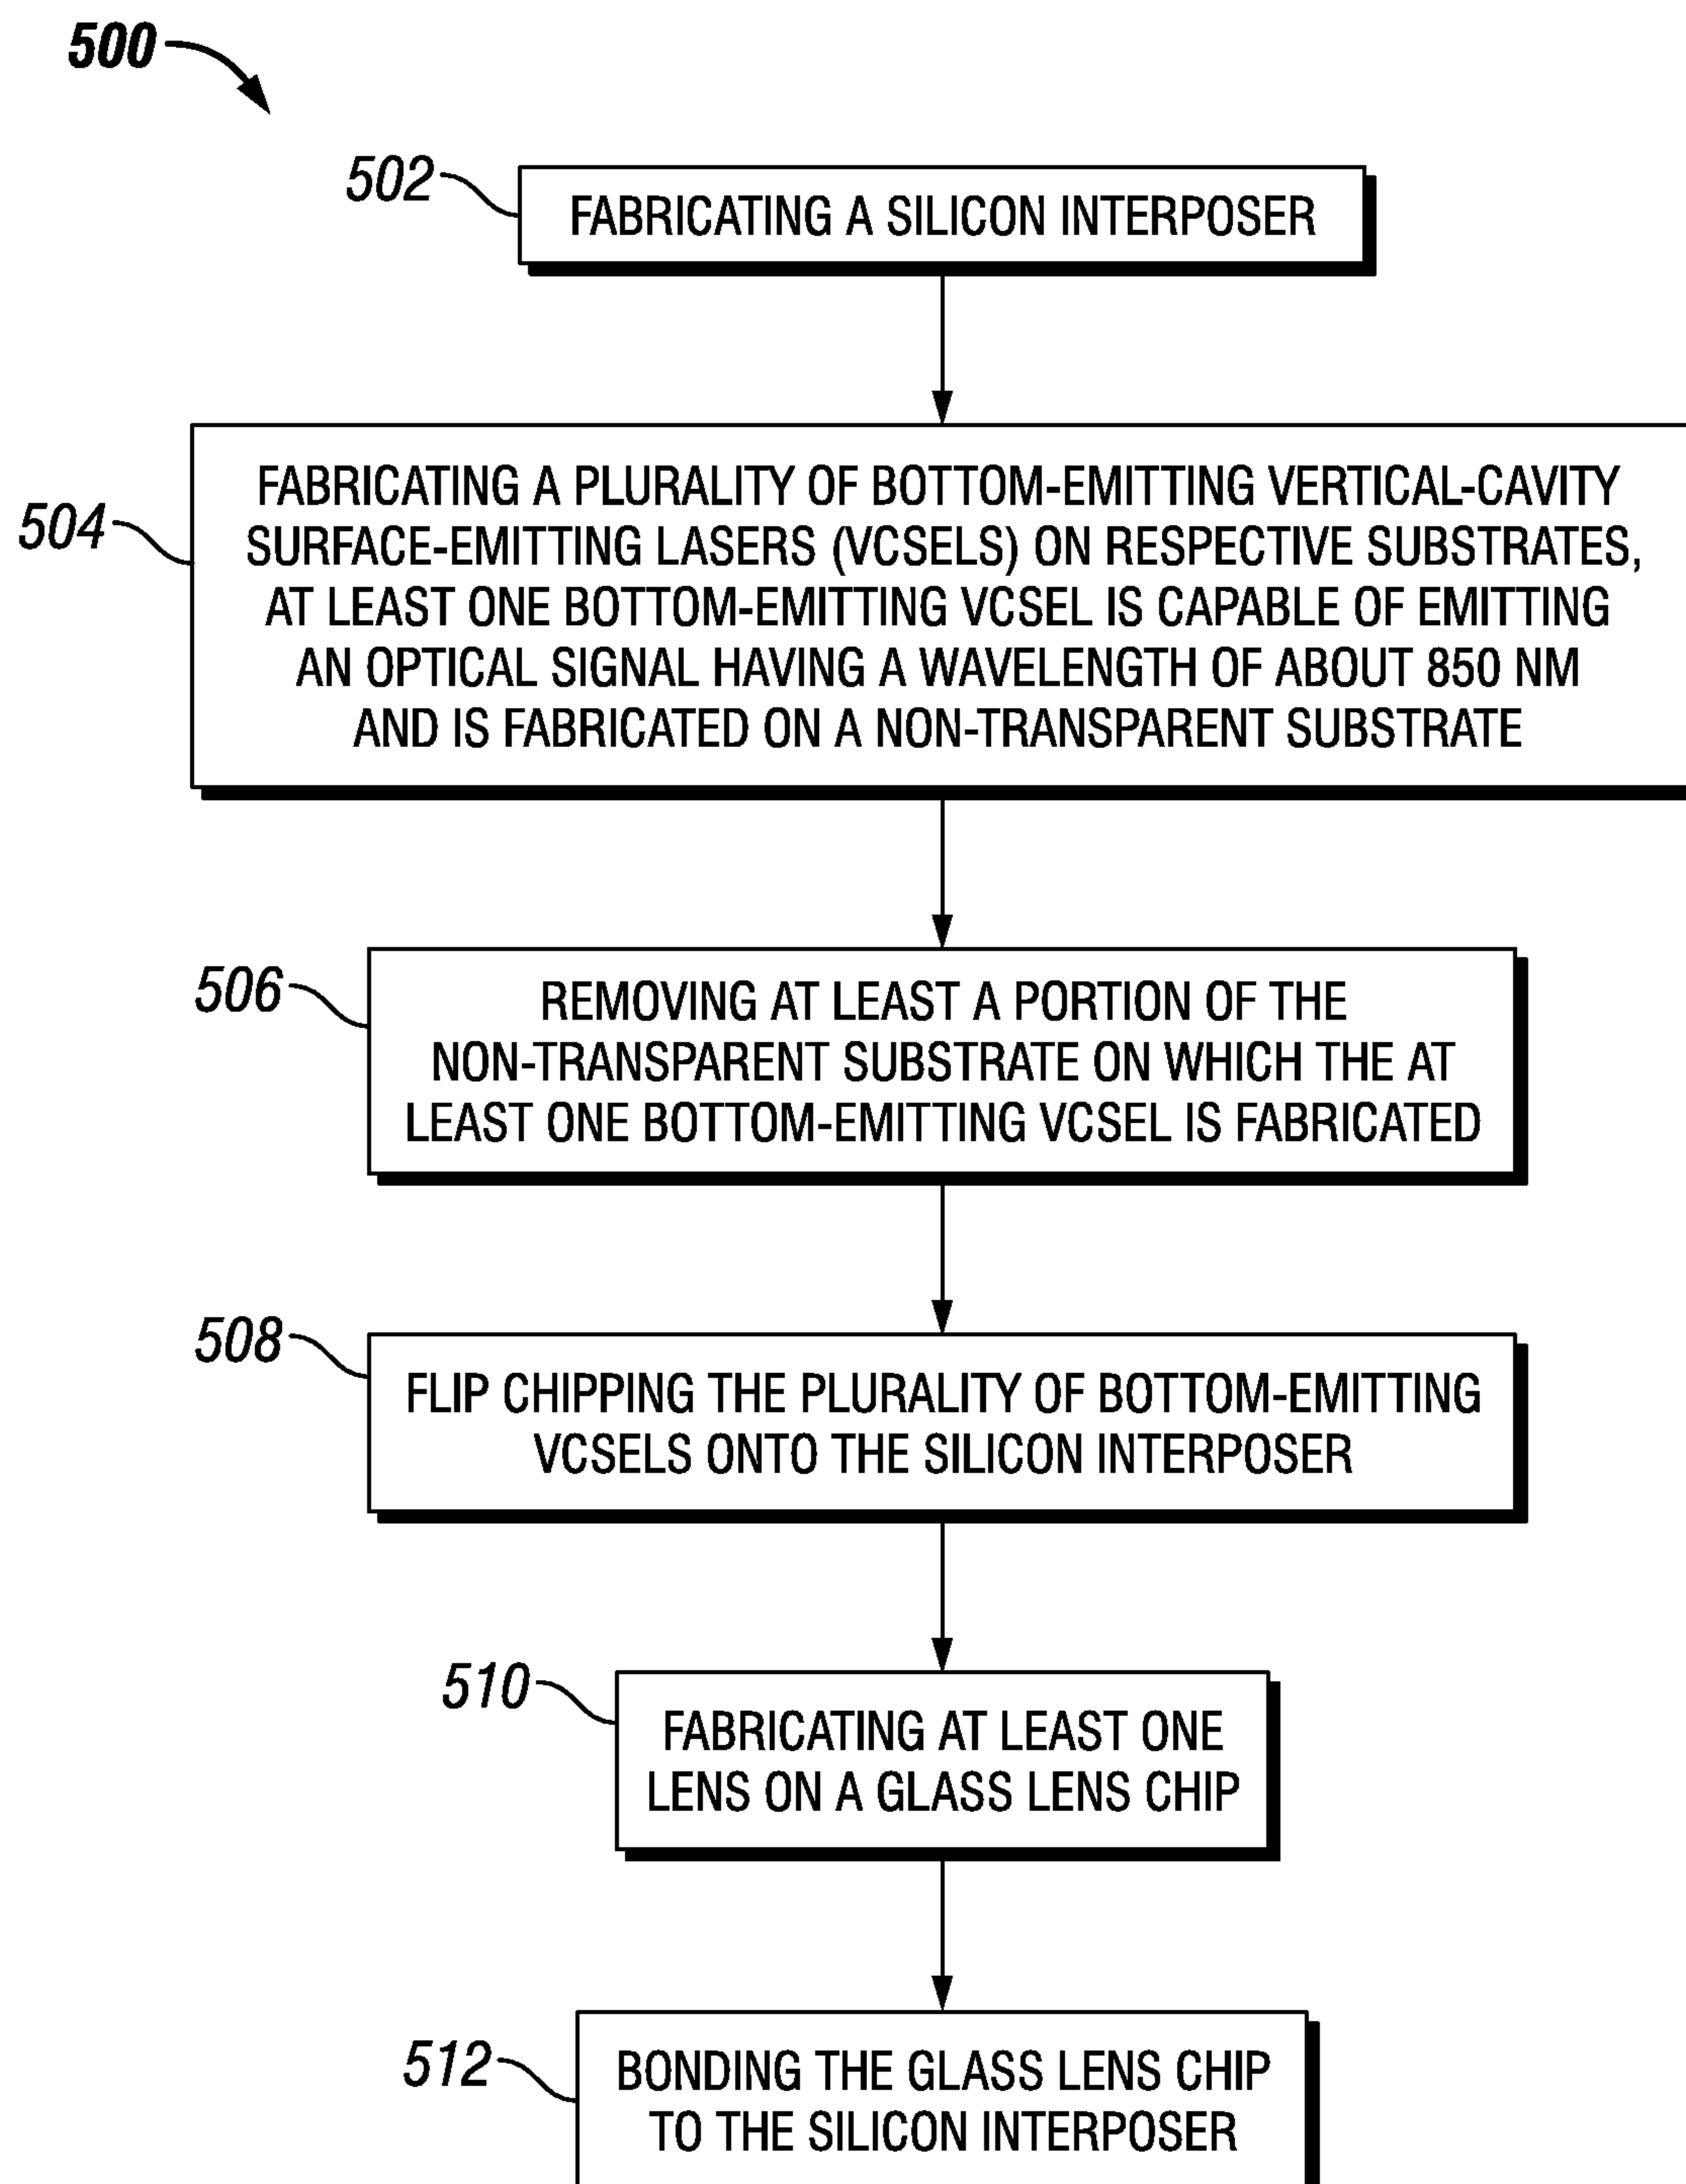 500
502
FABRICATING A SILICON INTERPOSER
504
FABRICATING A PLURALITY OF BOTTOM-EMITTING VERTICAL-CAVITY
SURFACE-EMITTING LASERS (VCSELS) ON RESPECTIVE SUBSTRATES,
AT LEAST ONE BOTTOM-EMITTING VCSEL IS CAPABLE OF EMITTING
AN OPTICAL SIGNAL HAVING A WAVELENGTH OF ABOUT 850 NM
AND IS FABRICATED ON A NON-TRANSPARENT SUBSTRATE
506
REMOVING AT LEAST A PORTION OF THE
NON-TRANSPARENT SUBSTRATE ON WHICH THE AT
LEAST ONE BOTTOM-EMITTING VCSEL IS FABRICATED
508
FLIP CHIPPING THE PLURALITY OF BOTTOM-EMITTING
VCSELS ONTO THE SILICON INTERPOSER
510
FABRICATING AT LEAST ONE
LENS ON A GLASS LENS CHIP
512
BONDING THE GLASS LENS CHIP
TO THE SILICON INTERPOSER